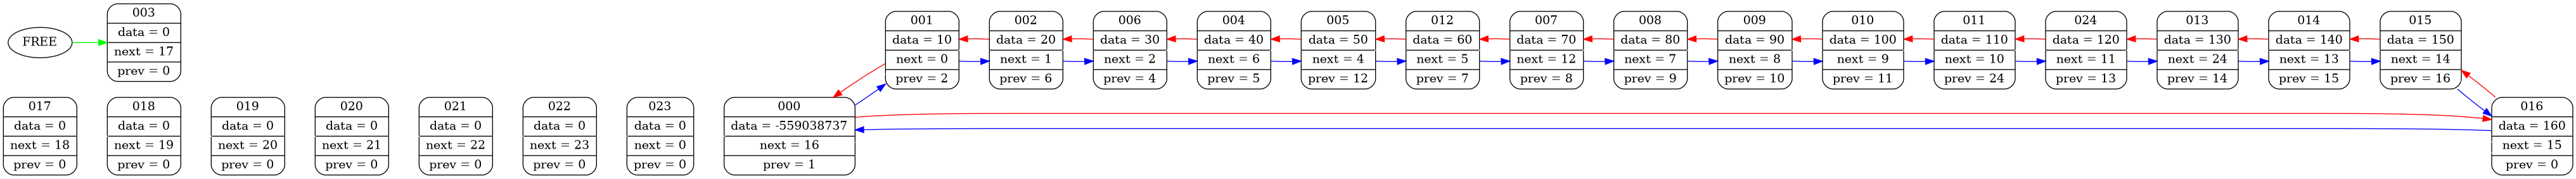 FREE
003
data = 0
next = 17
prev = 0
001
data = 10
next = 0
prev = 2
002
data = 20
next = 1
prev = 6
006
data = 30
next = 2
prev = 4
004
data = 40
next = 6
prev = 5
005
data = 50
next = 4
prev = 12
012
data = 60
next = 5
prev = 7
007
data = 70
next = 12
prev = 8
008
data = 80
next = 7
prev = 9
009
data = 90
next = 8
prev = 10
010
data = 100
next = 9
prev = 11
011
data = 110
next = 10
prev = 24
024
data = 120
next = 11
prev = 13
013
data = 130
next = 24
prev = 14
014
data = 140
next = 13
prev = 15
015
data = 150
next = 14
prev = 16
017
data = 0
next = 18
prev = 0
018
data = 0
next = 19
prev = 0
019
data = 0
next = 20
prev = 0
020
data = 0
next = 21
prev = 0
021
data = 0
next = 22
prev = 0
022
data = 0
next = 23
prev = 0
023
data = 0
next = 0
prev = 0
000
data = -559038737
next = 16
prev = 1
016
data = 160
next = 15
prev = 0